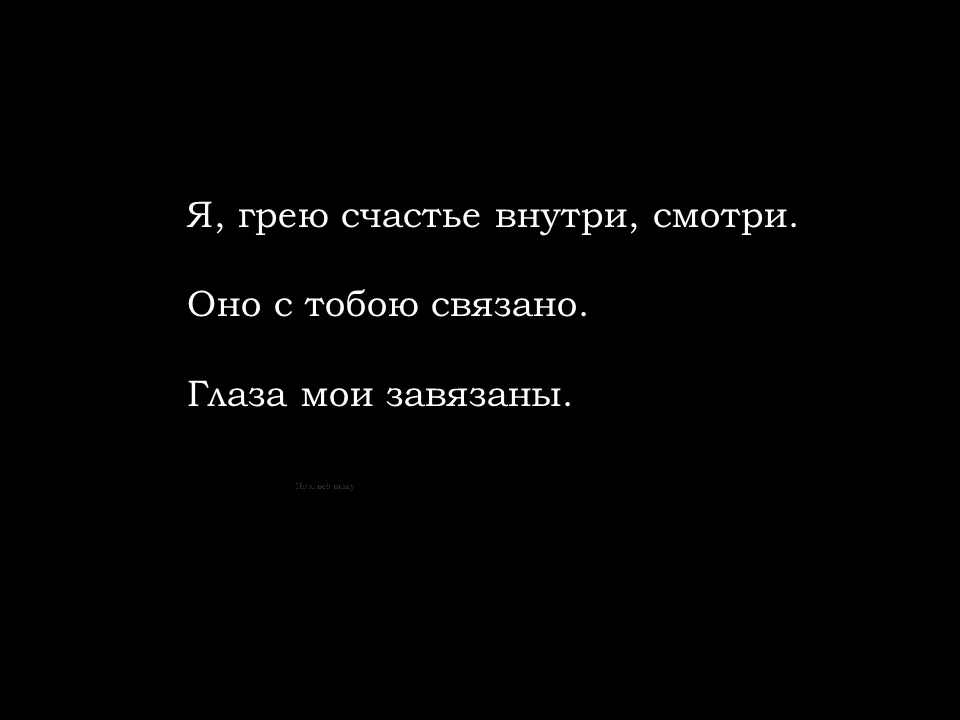 Я, грею счастье внутри, смотри.
Оно с тобою связано.
Глаза мои завязаны.